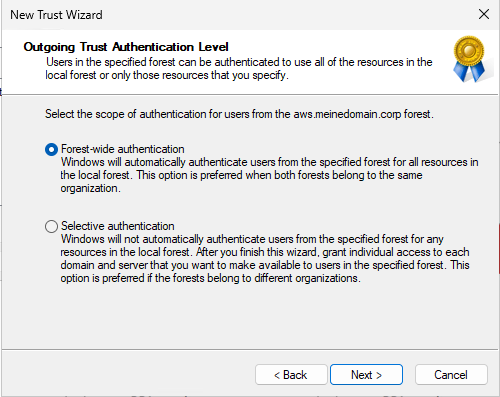 New Trust Wizard
Outgoing Trust Authentication Level
Users in the specified forest can be authenticated to use all of the resources in
the local forest or only those resources that you specify.
Select the scope of authentication for users from the aws.meinedomain.corp forest.
Forest-wide authentication
Windows will automatically authenticate users from the specified forest for all resources in
the local forest. This option is preferred when both forests belong to the same
organization.
Selective authentication
Windows will not automatically authenticate users from the specified forest for any
resources in the local forest. After you finish this wizard, grant individual access to each
domain and server that you want to make available to users in the specified forest. This
option is preferred if the forests belong to different organizations.
< Back
Next >
Cancel